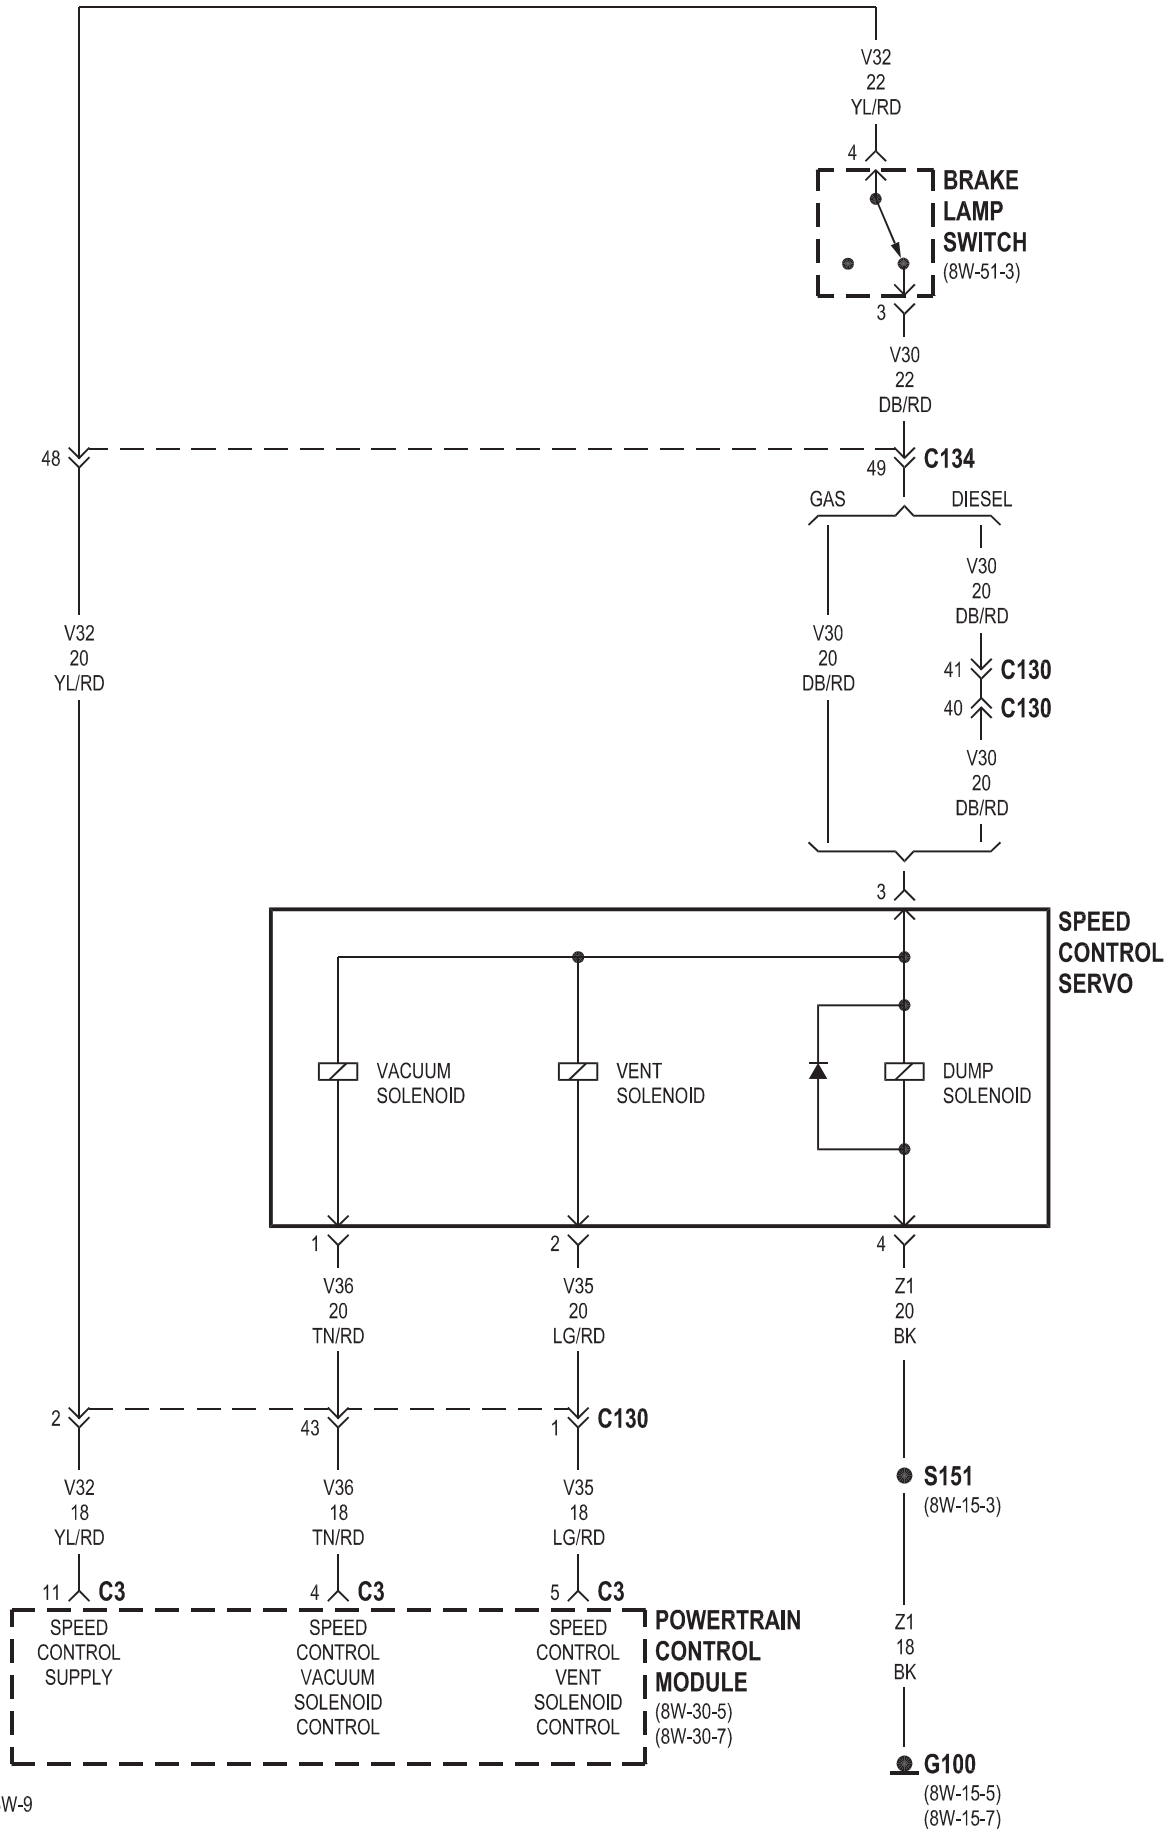 V32
22
YL/RD
4
BRAKE
LAMP
SWITCH
(8W-51-3)
3
V30
22
DB/RD
48
49
C134
GAS
DIESEL
V30
20
DB/RD
V32
20
YL/RD
V30
20
DB/RD
41
C130
40
C130
V30
20
DB/RD
3
SPEED
CONTROL
SERVO
VACUUM
SOLENOID
VENT
SOLENOID
DUMP
SOLENOID
1
2
4
V36
20
TN/RD
V35
20
LG/RD
Z1
20
BK
2
43
1
C130
V32
18
YL/RD
V36
18
TN/RD
V35
18
LG/RD
S151
(8W-15-3)
11
C3
4
C3
5
C3
SPEED
CONTROL
SUPPLY
SPEED
CONTROL
VACUUM
SOLENOID
CONTROL
SPEED
CONTROL
VENT
SOLENOID
CONTROL
POWERTRAIN
CONTROL
MODULE
(8W-30-5)
(8W-30-7)
Z1
18
BK
G100
(8W-15-5)
(8W-15-7)
W-9